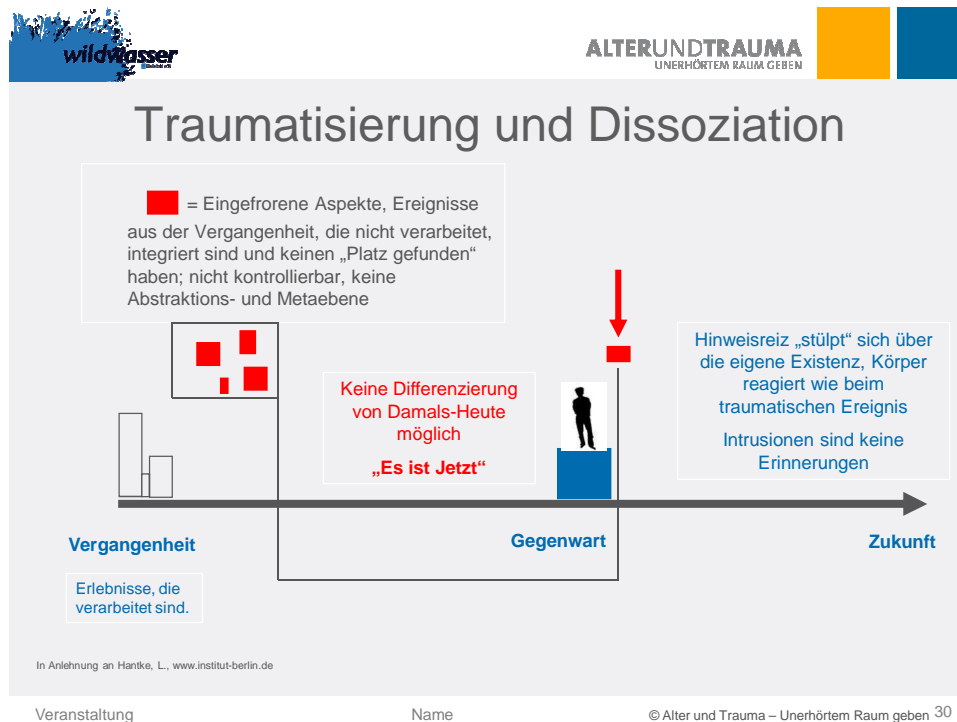 wildwasser
ALTERUNDTRAUMA
UNERHÖRTEM RAUM GEBEN
Traumatisierung und Dissoziation
= Eingefrorene Aspekte, Ereignisse
aus der Vergangenheit, die nicht verarbeitet,
integriert sind und keinen „Platz gefunden“
haben; nicht kontrollierbar, keine
Abstraktions- und Metaebene
Keine Differenzierung
von Damals-Heute
möglich
„Es ist Jetzt“
Hinweisreiz „stülpt“ sich über
die eigene Existenz, Körper
reagiert wie beim
traumatischen Ereignis
Intrusionen sind keine
Erinnerungen
Vergangenheit
Gegenwart
Zukunft
Erlebnisse, die
verarbeitet sind.
In Anlehnung an Hantke, L., www.institut-berlin.de
Veranstaltung
Name
© Alter und Trauma – Unerhörtem Raum geben 30